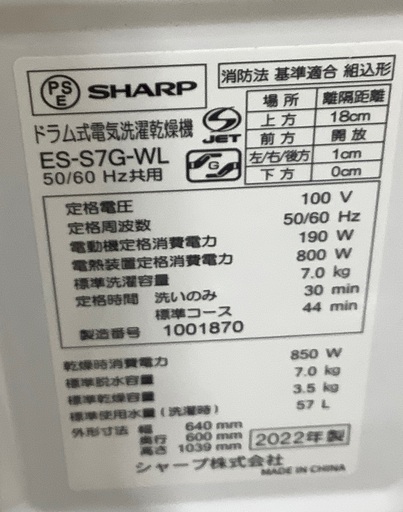 PSE SHARP
消防法 基準適合 組込形
場所 離隔距離
上方 18cm
前方 開放
左/右/後方 1cm
下方 0cm
ドラム式電気洗濯乾燥機
ES-S7G-WL
50/60 Hz共用
S JET
G
定格電圧 100 V
定格周波数 50/60 Hz
電動機定格消費電力 190 W
電熱装置定格消費電力 800 W
標準洗濯容量 7.0 kg
定格時間 洗いのみ 30 min
標準コース 44 min
製造番号 1001870
乾燥時消費電力 850 W
標準脱水容量 7.0 kg
標準乾燥容量 3.5 kg
標準使用水量(洗濯時) 57 L
外形寸法 幅 640 mm
奥行 600 mm
高さ 1039 mm
2022年製
シャープ株式会社
MADE IN CHINA